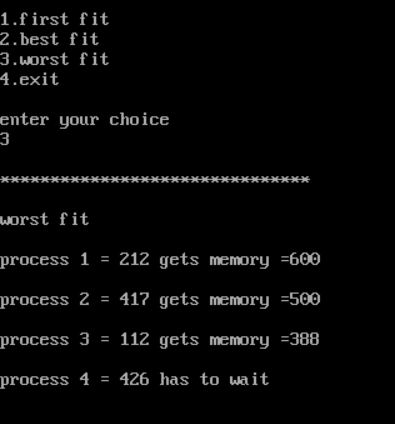 1.first fit
2.best fit
3.worst fit
4.exit
enter your choice
3
*******************************
worst fit
process 1 = 212 gets memory =600
process 2 = 417 gets memory =500
process 3 = 112 gets memory =388
process 4 = 426 has to wait